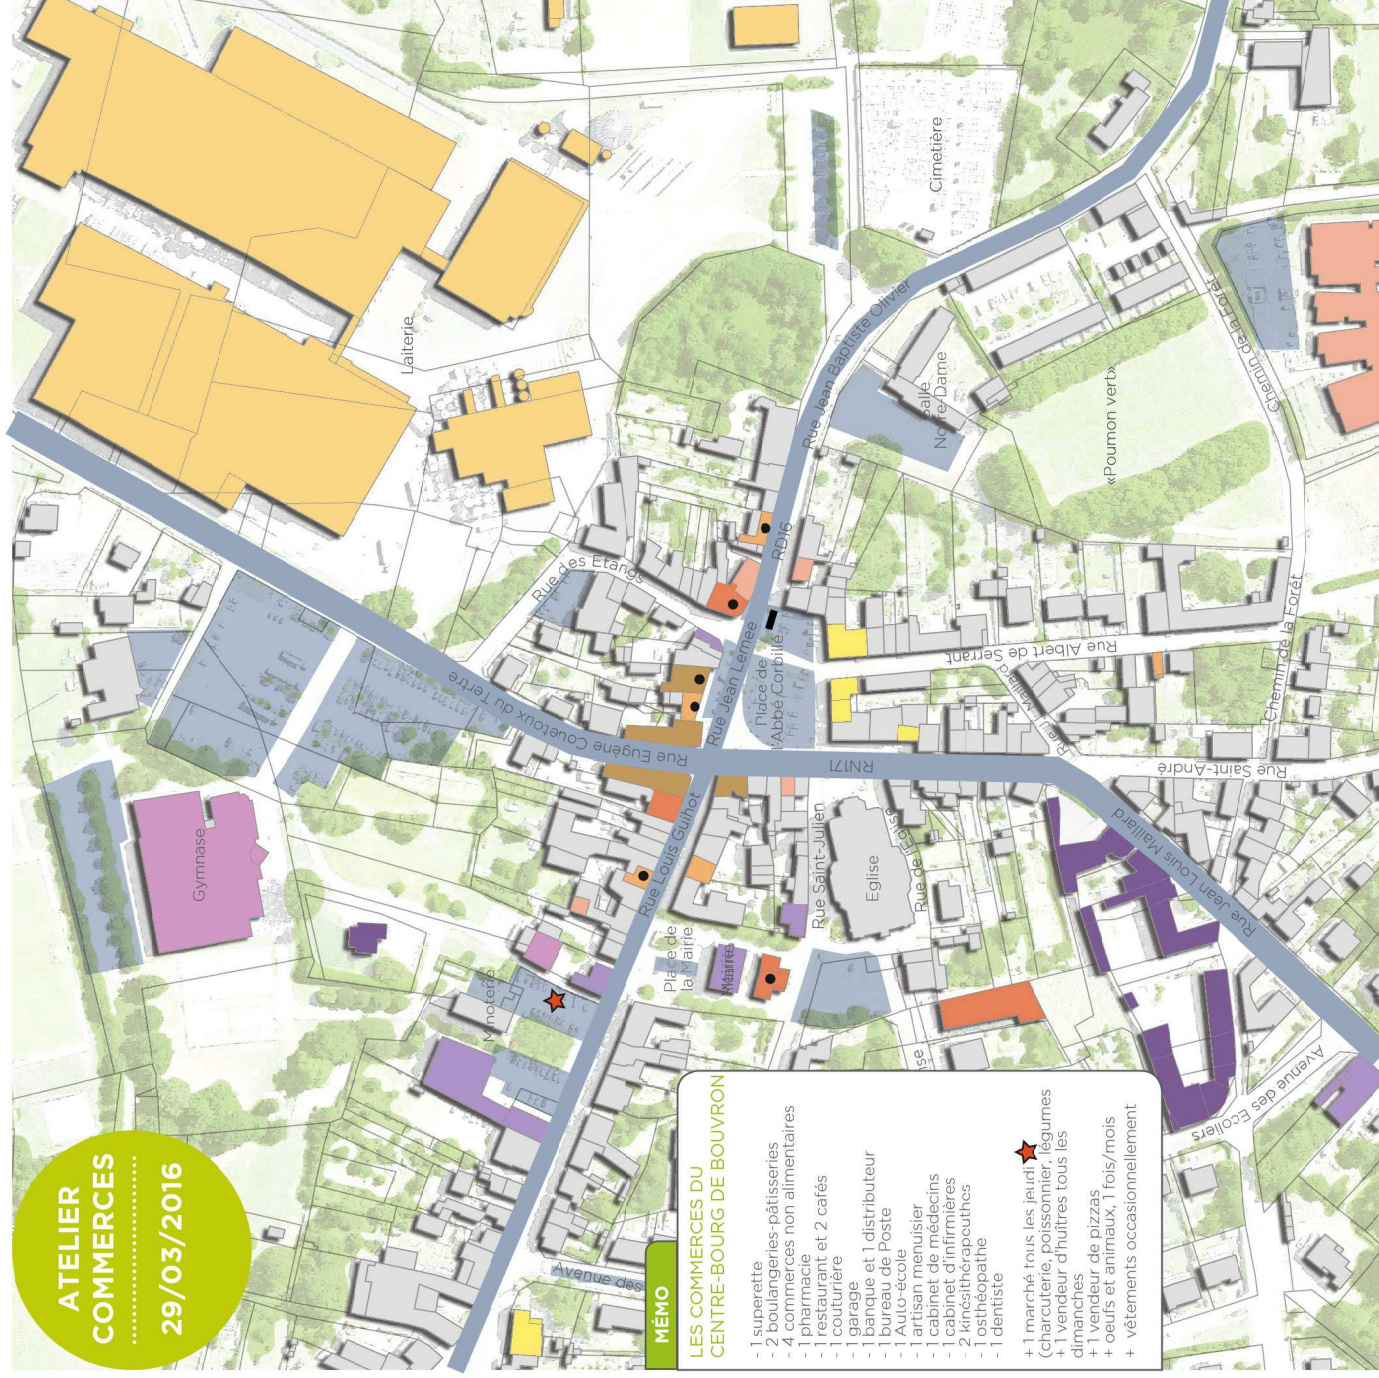 ATELIER
COMMERCES
29/03/2016
MÉMO
LES COMMERCES DU
CENTRE-BOURG DE BOUVRON
- 1 superette
- 2 boulangeries-pâtisseries
- 4 commerces non alimentaires
- 1 pharmacie
- 1 restaurant et 2 cafés
- 1 couturière
- 1 garage
- 1 banque et 1 distributeur
- 1 bureau de Poste
- 1 Auto-école
- 1 artisan menuisier
- 1 cabinet de médecins
- 1 cabinet d'infirmières
- 2 kinésithérapeuthes
- 1 osthéopathe
- 1 dentiste
+ 1 marché tous les jeudi
(charcuterie, poissonnier, légumes
+ 1 vendeur d'huîtres tous les
dimanches
+ 1 vendeur de pizzas
+ oeufs et animaux, 1 fois/mois
+ vêtements occasionnellement
Laiterie
Cimetière
Gymnase
Minoterie
Rue des Etangs
Rue Eugène Couëtoux du Tertre
Rue Jean Lemée
RD16
Rue Jean Baptiste Olivier
Salle
Notre-Dame
«Poumon vert»
Chemin de la Forêt
Place de
l'Abbé Corbillé
Rue Louis Guihot
Place de
la Mairie
Mairie
RN171
Rue Saint-Julien
Eglise
Rue de l'Eglise
Rue Albert de Serrant
Rue J Maillard
Chemin de la Forêt
Rue Saint-André
Rue Jean Louis Maillard
Avenue des Ecoliers
Avenue des